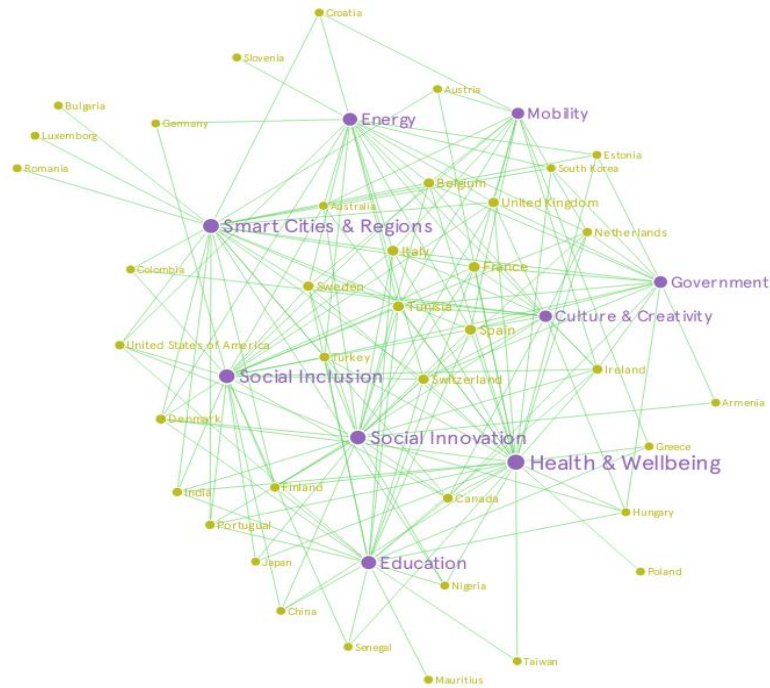 Croatia
Slovenia
Austria
Bulgaria
Energy
Mobility
Germany
Luxemborg
Estonia
Romania
South Korea
Belgium
Australia
United Kingdom
Smart Cities & Regions
Netherlands
Italy
France
Colombia
Government
Sweden
Tunisia
Culture & Creativity
Spain
United States of America
Turkey
Ireland
Social Inclusion
Switzerland
Armenia
Denmark
Social Innovation
Greece
Health & Wellbeing
Finland
India
Canada
Hungary
Portugual
Japan
Education
Poland
Nigeria
China
Senegal
Taiwan
Mauritius